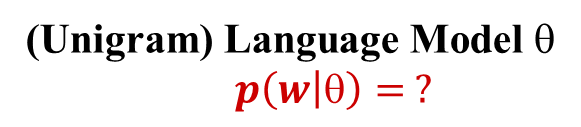 (Unigram) Language Model θ
p(w|θ) = ?